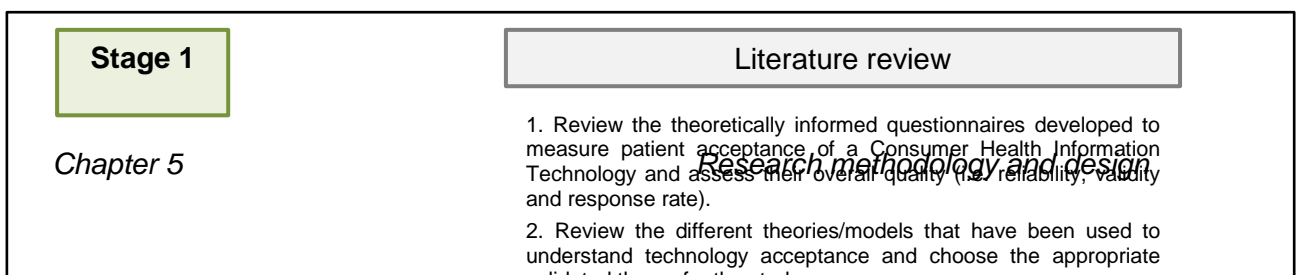 Stage 1
Literature review
1. Review the theoretically informed questionnaires developed to
measure patient acceptance of a Consumer Health Information
Technology and assess their overall quality (i.e. reliability, validity
and response rate).
Chapter 5
Research methodology and design
2. Review the different theories/models that have been used to
understand technology acceptance and choose the appropriate